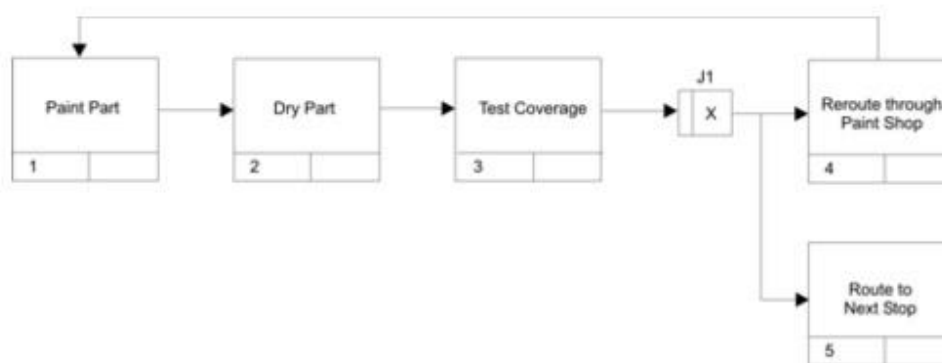 J1
Paint Part
Dry Part
Test Coverage
X
Reroute through
Paint Shop
1
2
3
4
Route to
Next Stop
5